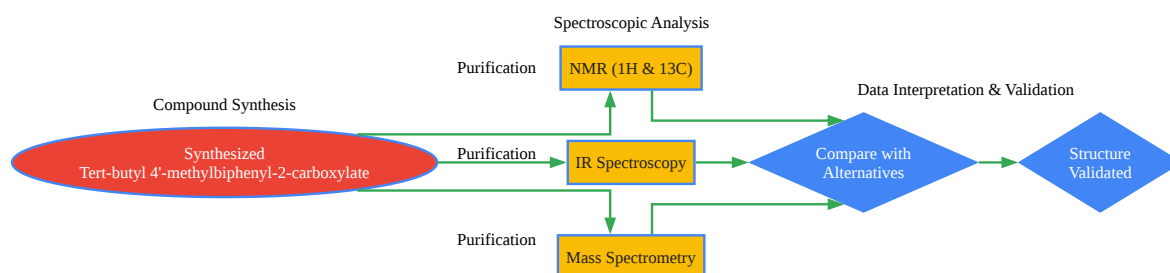 Spectroscopic Analysis
Purification
NMR (1H & 13C)
Compound Synthesis
Data Interpretation & Validation
Synthesized
Tert-butyl 4'-methylbiphenyl-2-carboxylate
Purification
IR Spectroscopy
Compare with
Alternatives
Structure
Validated
Purification
Mass Spectrometry